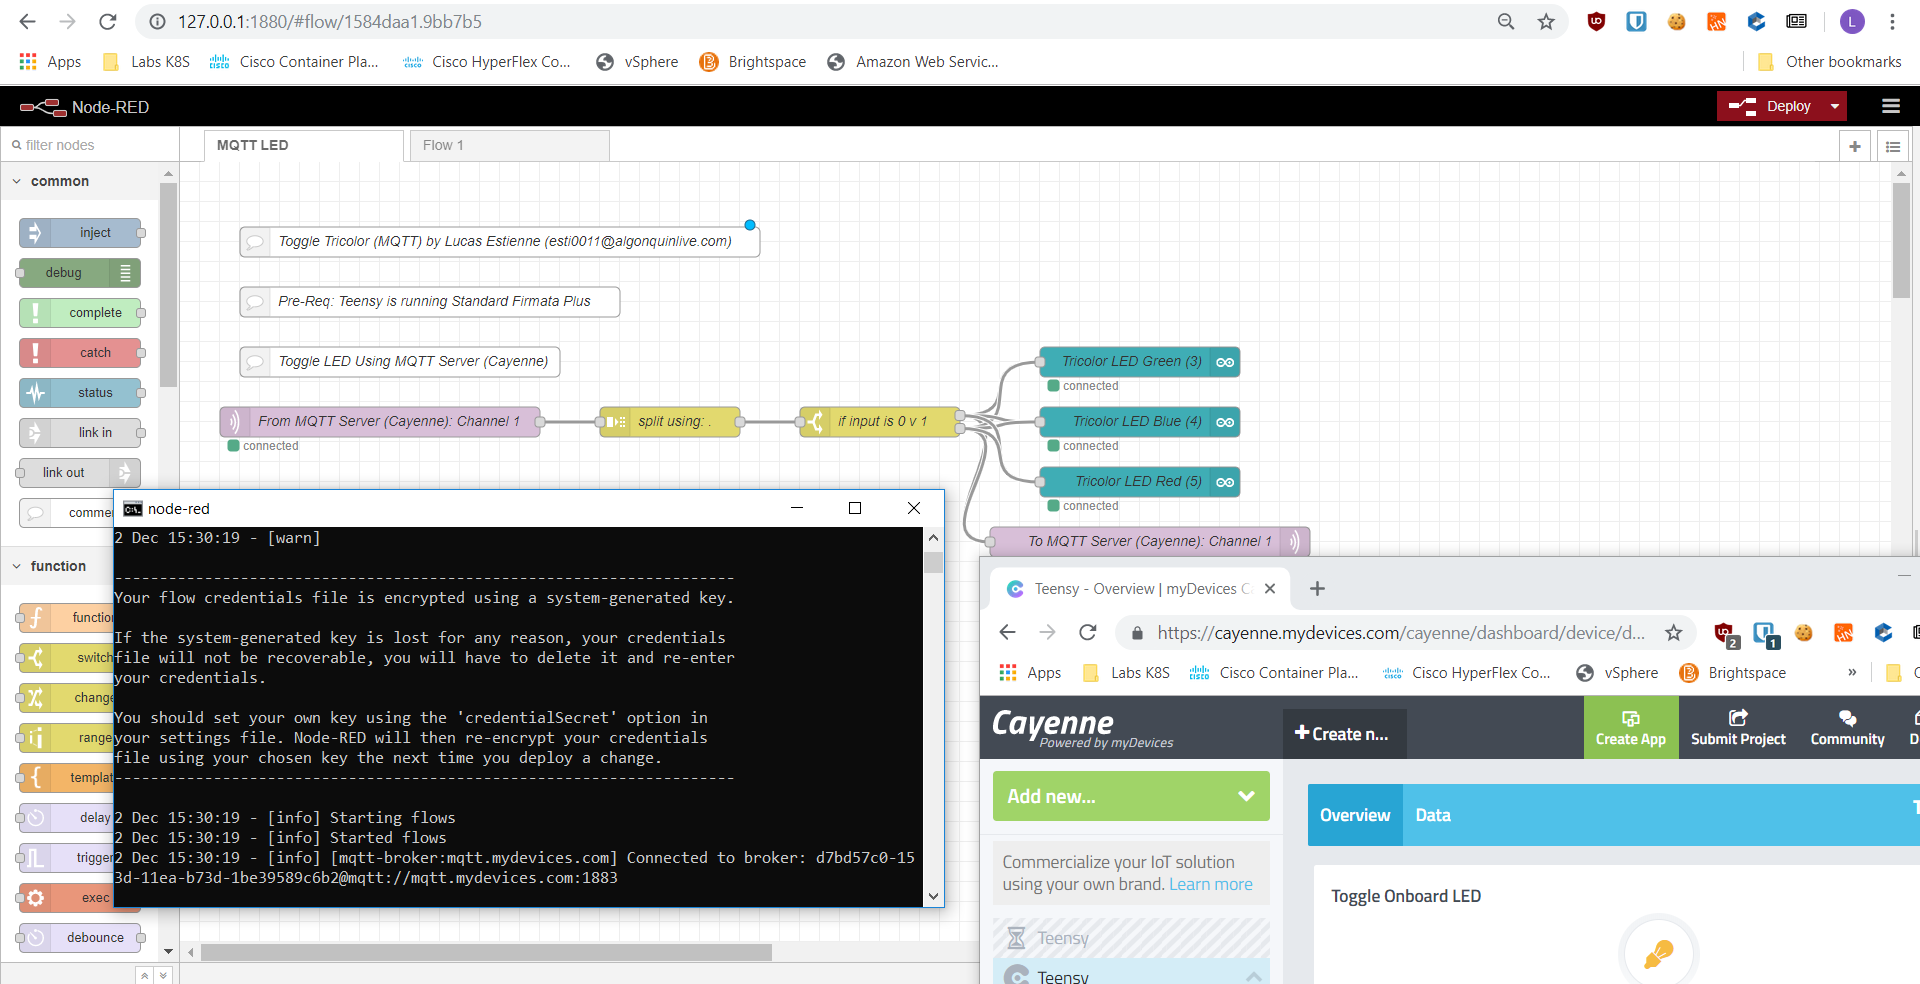 127.0.0.1:1880/#flow/1584daa1.9bb7b5
L
Apps
Labs K8S
Cisco Container Pla...
Cisco HyperFlex Co...
vSphere
Brightspace
Amazon Web Servic...
Other bookmarks
Node-RED
Deploy
filter nodes
MQTT LED
Flow 1
common
inject
debug
complete
catch
status
link in
link out
comme
Toggle Tricolor (MQTT) by Lucas Estienne (esti0011@algonquinlive.com)
Pre-Req: Teensy is running Standard Firmata Plus
Toggle LED Using MQTT Server (Cayenne)
From MQTT Server (Cayenne): Channel 1
connected
split using: .
if input is 0 v 1
Tricolor LED Green (3)
connected
Tricolor LED Blue (4)
connected
Tricolor LED Red (5)
connected
To MQTT Server (Cayenne): Channel 1
function
functio
switch
change
range
templat
delay
trigger
exec
debounce
node-red
2 Dec 15:30:19 - [warn]
---------------------------------------------------------------------
Your flow credentials file is encrypted using a system-generated key.
If the system-generated key is lost for any reason, your credentials
file will not be recoverable, you will have to delete it and re-enter
your credentials.
You should set your own key using the 'credentialSecret' option in
your settings file. Node-RED will then re-encrypt your credentials
file using your chosen key the next time you deploy a change.
---------------------------------------------------------------------
2 Dec 15:30:19 - [info] Starting flows
2 Dec 15:30:19 - [info] Started flows
2 Dec 15:30:19 - [info] [mqtt-broker:mqtt.mydevices.com] Connected to broker: d7bd57c0-15
3d-11ea-b73d-1be39589c6b2@mqtt://mqtt.mydevices.com:1883
Teensy - Overview | myDevices C
https://cayenne.mydevices.com/cayenne/dashboard/device/d...
2
1
Apps
Labs K8S
Cisco Container Pla...
Cisco HyperFlex Co...
vSphere
Brightspace
»
Cayenne
Powered by myDevices
Create n...
Create App
Submit Project
Community
D
Add new...
Overview
Data
Commercialize your IoT solution
using your own brand. Learn more
Teensy
Teensy
Toggle Onboard LED